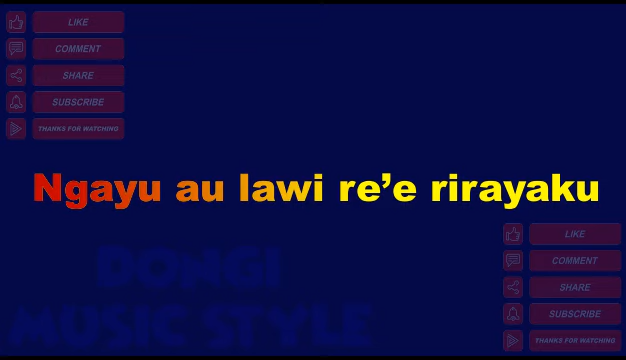 LIKE
COMMENT
SHARE
SUBSCRIBE
THANKS FOR WATCHING
Ngayu au lawi re’e rirayaku
DONGI
MUSIC STYLE
LIKE
COMMENT
SHARE
SUBSCRIBE
THANKS FOR WATCHING